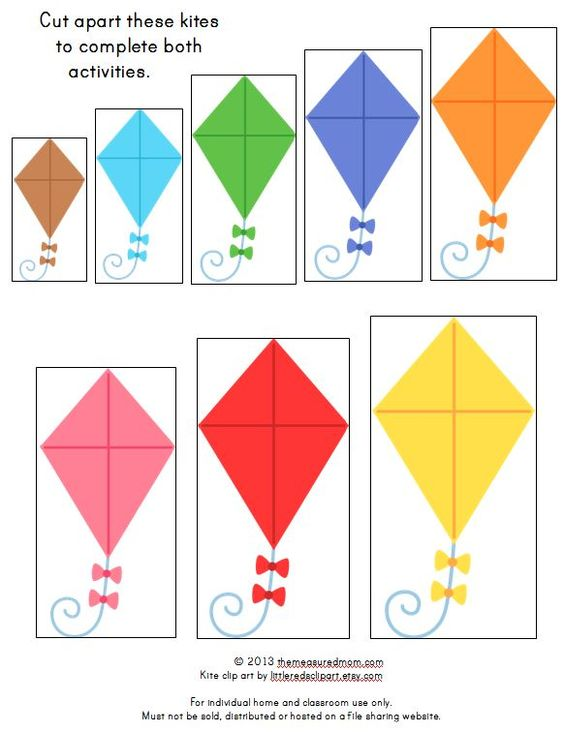 Cut apart these kites
to complete both
activities.
© 2013 themeasuredmom.com
Kite clip art by littleredsclipart.etsy.com
For individual home and classroom use only.
Must not be sold, distributed or hosted on a file sharing website.